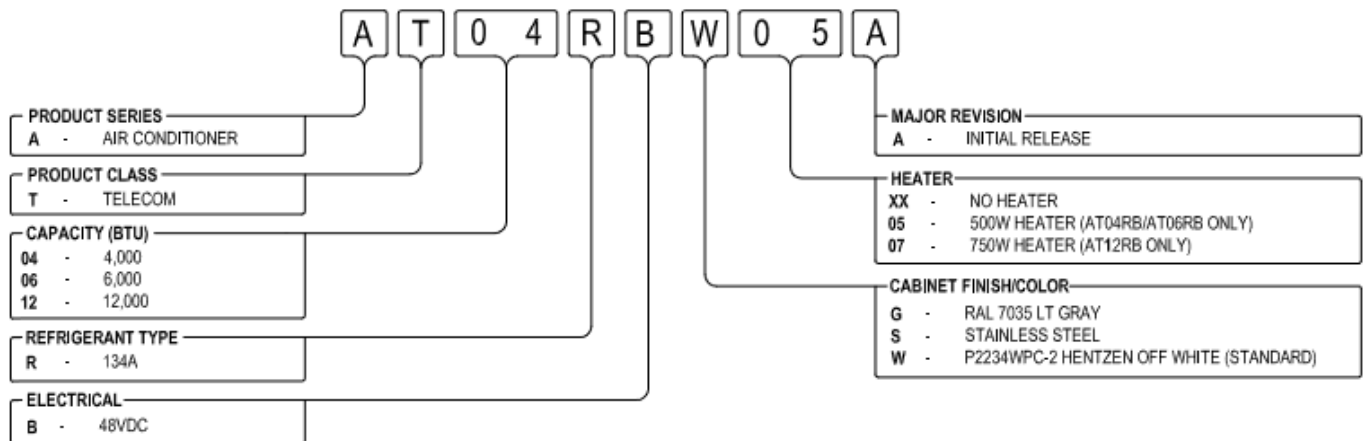 A T 0 4 R B W 0 5 A
PRODUCT SERIES
A - AIR CONDITIONER
PRODUCT CLASS
T - TELECOM
CAPACITY (BTU)
04 - 4,000
06 - 6,000
12 - 12,000
REFRIGERANT TYPE
R - 134A
ELECTRICAL
B - 48VDC
MAJOR REVISION
A - INITIAL RELEASE
HEATER
XX - NO HEATER
05 - 500W HEATER (AT04RB/AT06RB ONLY)
07 - 750W HEATER (AT12RB ONLY)
CABINET FINISH/COLOR
G - RAL 7035 LT GRAY
S - STAINLESS STEEL
W - P2234WPC-2 HENTZEN OFF WHITE (STANDARD)